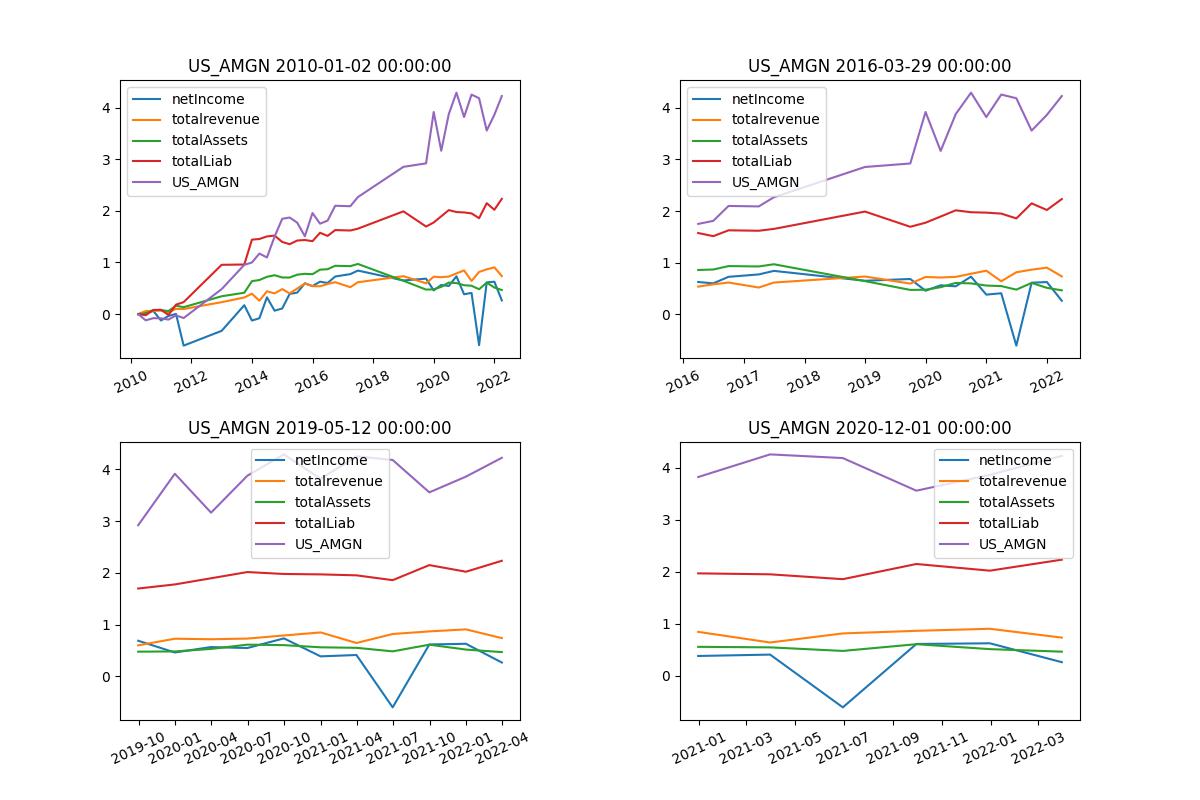 US_AMGN 2010-01-02 00:00:00
netIncome
totalrevenue
totalAssets
totalLiab
US_AMGN
4
3
2
1
0
2010 2012 2014 2016 2018 2020 2022
US_AMGN 2016-03-29 00:00:00
netIncome
totalrevenue
totalAssets
totalLiab
US_AMGN
4
3
2
1
0
2016 2017 2018 2019 2020 2021 2022
US_AMGN 2019-05-12 00:00:00
netIncome
totalrevenue
totalAssets
totalLiab
US_AMGN
4
3
2
1
0
2019-10 2020-01 2020-04 2020-07 2020-10 2021-01 2021-04 2021-07 2021-10 2022-01 2022-04
US_AMGN 2020-12-01 00:00:00
netIncome
totalrevenue
totalAssets
totalLiab
US_AMGN
4
3
2
1
0
2021-01 2021-03 2021-05 2021-07 2021-09 2021-11 2022-01 2022-03